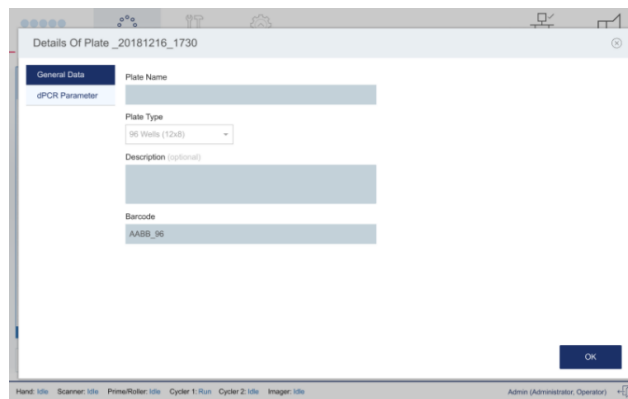 Details Of Plate _20181216_1730
General Data
dPCR Parameter
Plate Name
Plate Type
96 Wells (12x8)
Description (optional)
Barcode
AABB_96
OK
Hand: Idle Scanner: Idle Prime/Roller: Idle Cycler 1: Run Cycler 2: Idle Imager: Idle Admin (Administrator, Operator)